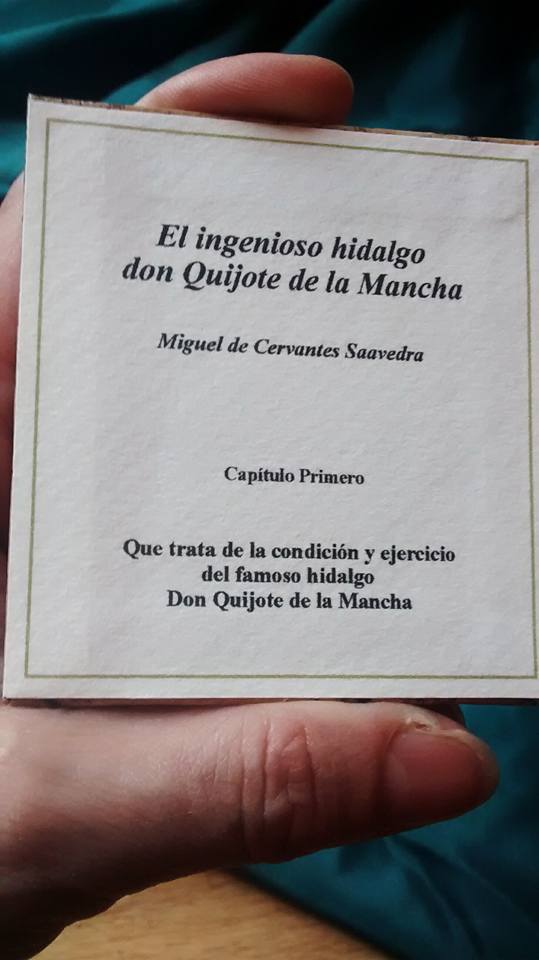 El ingenioso hidalgo
don Quijote de la Mancha
Miguel de Cervantes Saavedra
Capítulo Primero
Que trata de la condición y ejercicio
del famoso hidalgo
Don Quijote de la Mancha